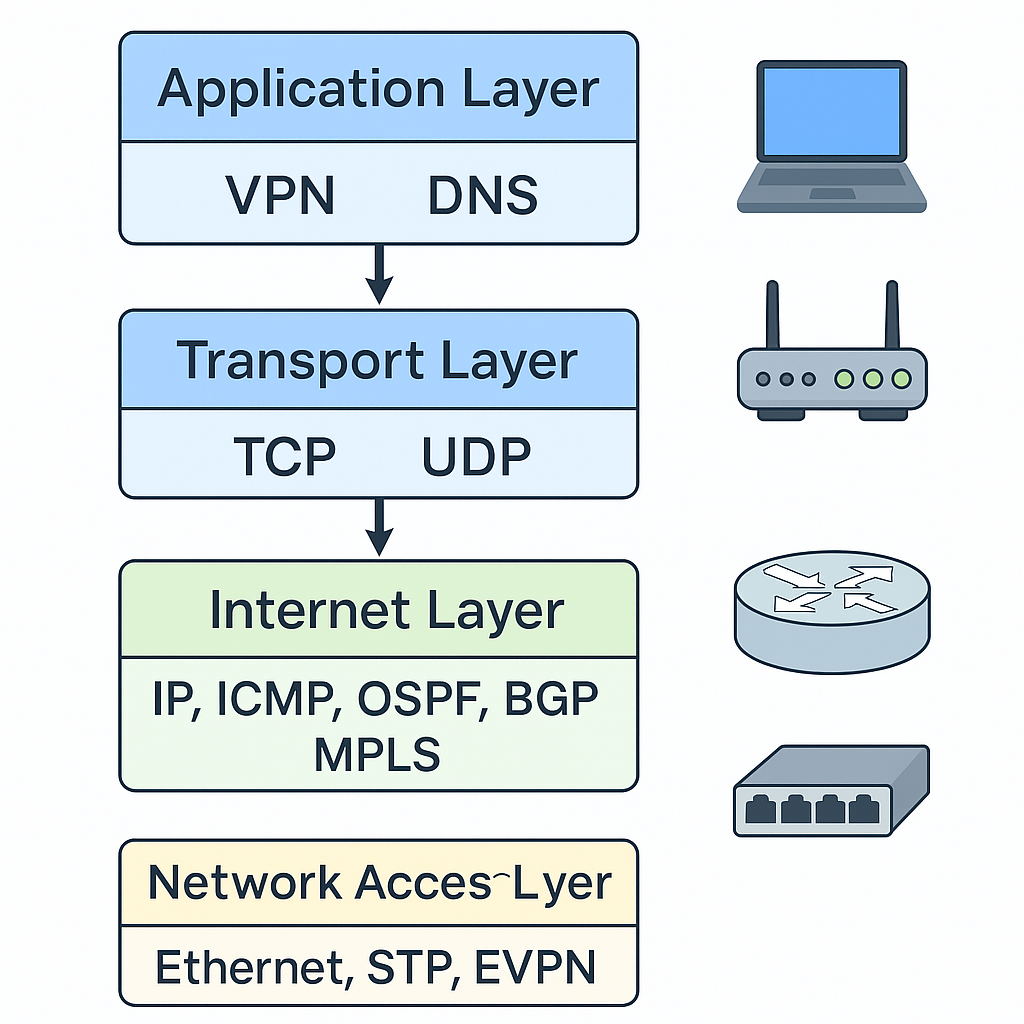 Application Layer
VPN DNS
Transport Layer
TCP UDP
Internet Layer
IP, ICMP, OSPF, BGP
MPLS
Network Acces Lyer
Ethernet, STP, EVPN